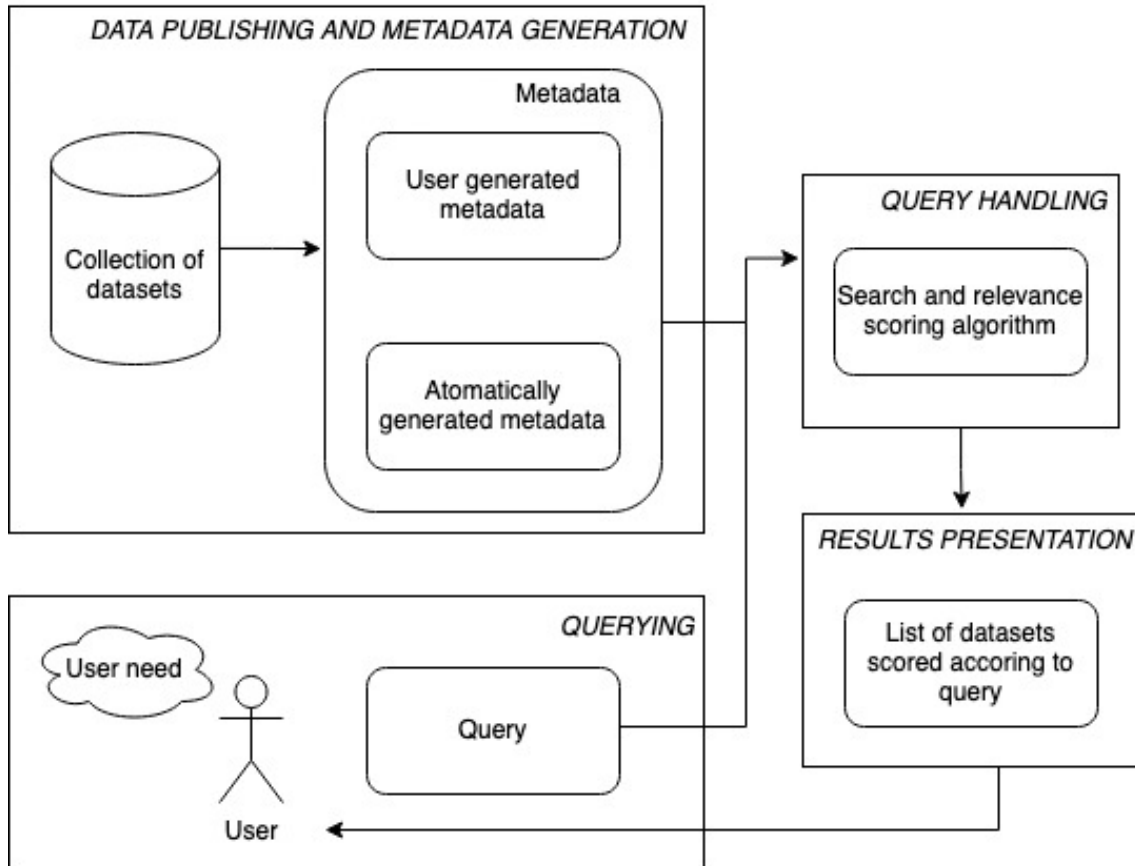 DATA PUBLISHING AND METADATA GENERATION
Metadata
User generated
metadata
Collection of
datasets
Atomatically
generated metadata
QUERY HANDLING
Search and relevance
scoring algorithm
RESULTS PRESENTATION
List of datasets
scored accoring to
query
QUERYING
User need
Query
User